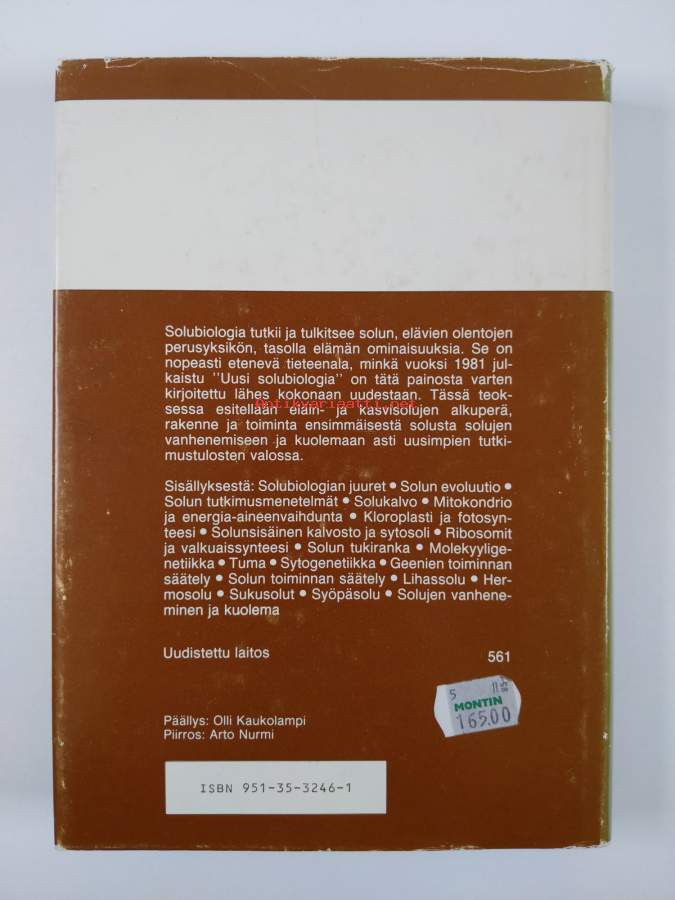 Solubiologia tutkii ja tulkitsee solun, elävien olentojen
perusyksikön, tasolla elämän ominaisuuksia. Se on
nopeasti etenevä tieteenala, minkä vuoksi 1981 jul-
kaistu "Uusi solubiologia" on tätä painosta varten
kirjoitettu lähes kokonaan uudestaan. Tässä teok-
Antikvariaatti.net
sessa esitellään eläin- ja kasvisolujen alkuperä,
rakenne ja toiminta ensimmäisestä solusta solujen
vanhenemiseen ja kuolemaan asti uusimpien tutki-
mustulosten valossa.
Sisällyksestä: Solubiologian juuret • Solun evoluutio •
Solun tutkimusmenetelmät • Solukalvo • Mitokondrio
ja energia-aineenvaihdunta • Kloroplasti ja fotosyn-
teesi • Solunsisäinen kalvosto ja sytosoli • Ribosomit
ja valkuaissynteesi • Solun tukiranka • Molekyylige-
netiikka • Tuma • Sytogenetiikka • Geenien toiminnan
säätely • Solun toiminnan säätely • Lihassolu • Her-
mosolu • Sukusolut • Syöpäsolu • Solujen vanhene-
minen ja kuolema
Uudistettu laitos 561
5
MONTIN
165.00
Päällys: Olli Kaukolampi
Piirros: Arto Nurmi
ISBN 951-35-3246-1